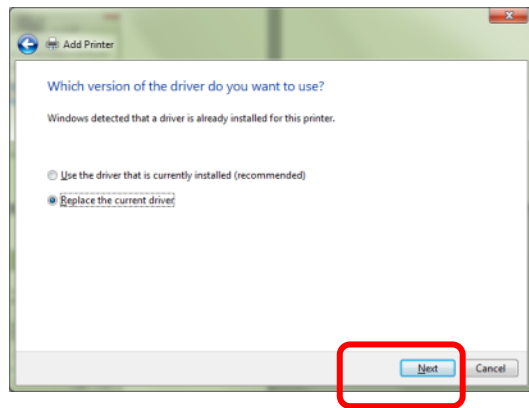 Add Printer
Which version of the driver do you want to use?
Windows detected that a driver is already installed for this printer.
Use the driver that is currently installed (recommended)
Replace the current driver
Next
Cancel